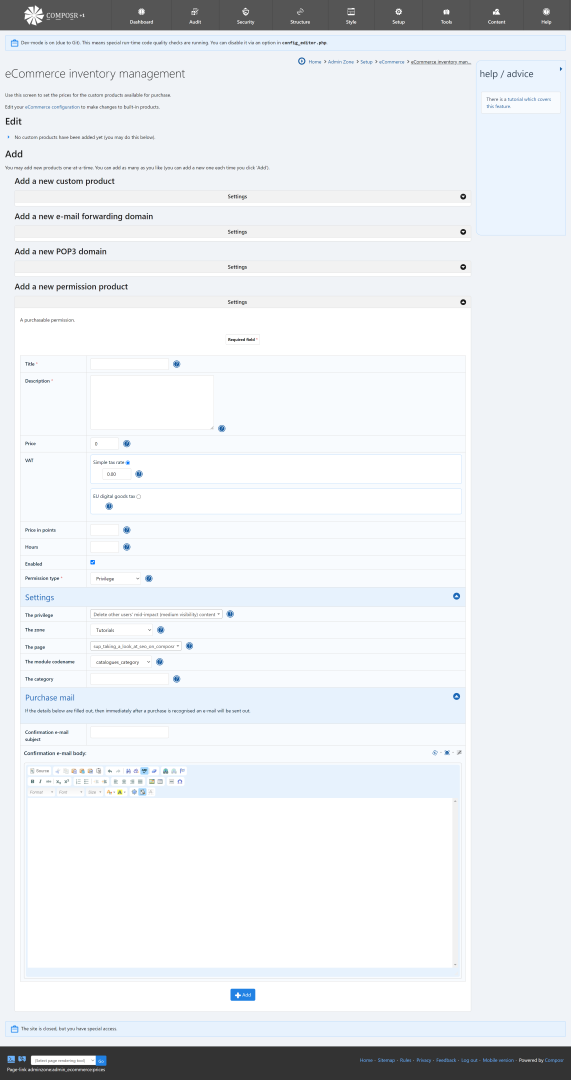 COMPOSR v1
Dashboard
Audit
Security
Structure
Style
Setup
Tools
Content
Help
Dev-mode is on (due to Git). This means special run-time code quality checks are running. You can disable it via an option in config_editor.php.
Home > Admin Zone > Setup > eCommerce > eCommerce inventory man...
eCommerce inventory management
Use this screen to set the prices for the custom products available for purchase.
Edit your eCommerce configuration to make changes to built-in products.
Edit
No custom products have been added yet (you may do this below).
Add
You may add new products one-at-a-time. You can add as many as you like (you can add a new one each time you click 'Add').
Add a new custom product
Settings
Add a new e-mail forwarding domain
Settings
Add a new POP3 domain
Settings
Add a new permission product
Settings
A purchasable permission.
Required field *
Title *
Description *
Price
0
VAT
Simple tax rate
0.00
EU digital goods tax
Price in points
Hours
Enabled
Permission type *
Privilege
Settings
The privilege
Delete other users' mid-impact (medium visibility) content
The zone
Tutorials
The page
sup_taking_a_look_at_seo_on_composr
The module codename
catalogues_category
The category
Purchase mail
If the details below are filled out, then immediately after a purchase is recognised an e-mail will be sent out.
Confirmation e-mail subject
Confirmation e-mail body:
Source
Format
Font
Size
Add
help / advice
There is a tutorial which covers
this feature
The site is closed, but you have special access.
(Select page rendering tool)
Go
Page-link: adminzone:admin_ecommerce:prices
Home - Sitemap - Rules - Privacy - Feedback - Log out - Mobile version - Powered by Composr